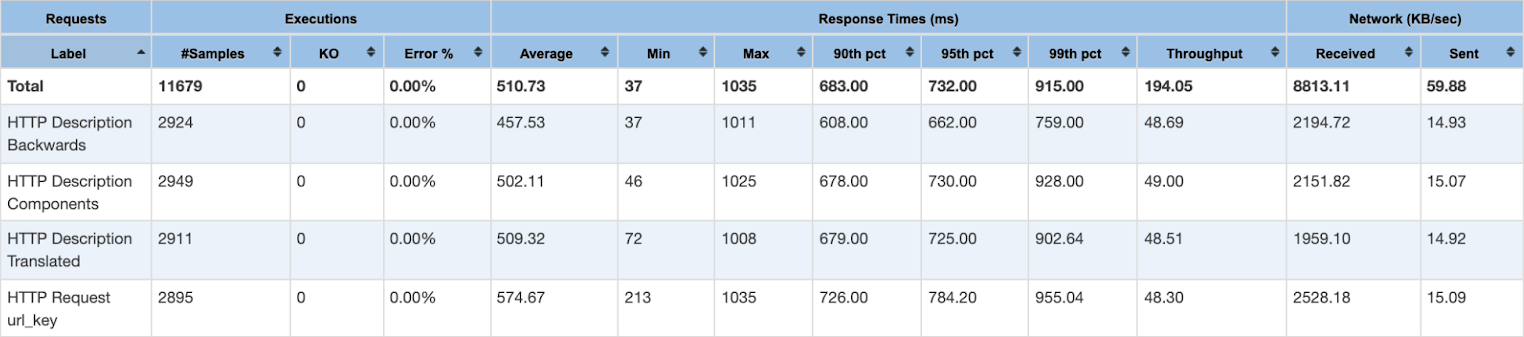 Requests Executions Response Times (ms) Network (KB/sec)
Label #Samples KO Error % Average Min Max 90th pct 95th pct 99th pct Throughput Received Sent
Total 11679 0 0.00% 510.73 37 1035 683.00 732.00 915.00 194.05 8813.11 59.88
HTTP Description 2924 0 0.00% 457.53 37 1011 608.00 662.00 759.00 48.69 2194.72 14.93
Backwards
HTTP Description 2949 0 0.00% 502.11 46 1025 678.00 730.00 928.00 49.00 2151.82 15.07
Components
HTTP Description 2911 0 0.00% 509.32 72 1008 679.00 725.00 902.64 48.51 1959.10 14.92
Translated
HTTP Request 2895 0 0.00% 574.67 213 1035 726.00 784.20 955.04 48.30 2528.18 15.09
url_key